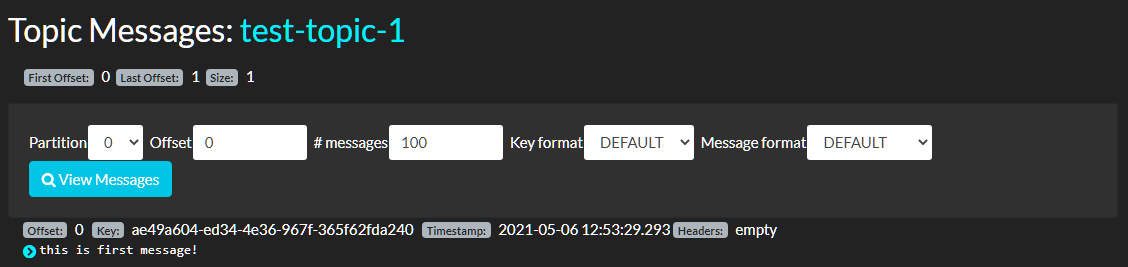 Topic Messages: test-topic-1
First Offset: 0 Last Offset: 1 Size: 1
Partition 0 Offset 0 # messages 100 Key format DEFAULT Message format DEFAULT
View Messages
Offset: 0 Key: ae49a604-ed34-4e36-967f-365f62fda240 Timestamp: 2021-05-06 12:53:29.293 Headers: empty
this is first message!